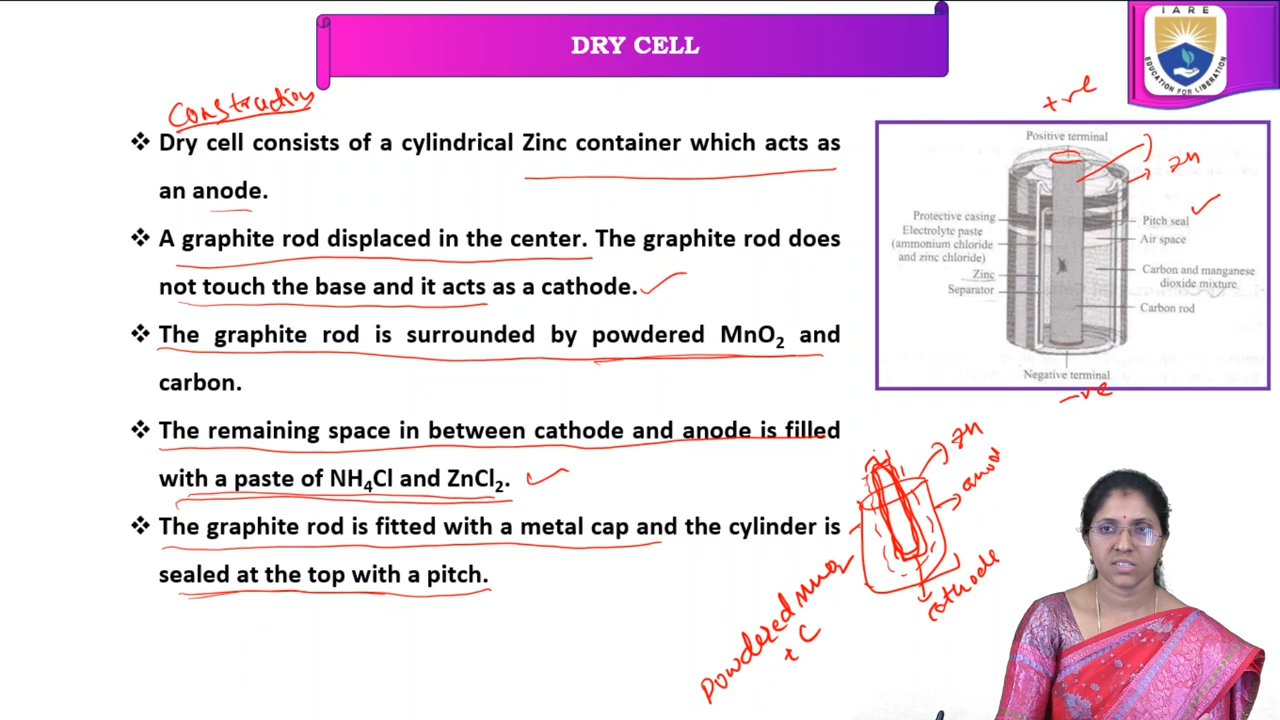 DRY CELL
IARE
EDUCATION FOR LIBERATION
Construction
❖ Dry cell consists of a cylindrical Zinc container which acts as
an anode.
❖ A graphite rod displaced in the center. The graphite rod does
not touch the base and it acts as a cathode.
❖ The graphite rod is surrounded by powdered MnO₂ and
carbon.
❖ The remaining space in between cathode and anode is filled
with a paste of NH₄Cl and ZnCl₂.
❖ The graphite rod is fitted with a metal cap and the cylinder is
sealed at the top with a pitch.
+ve
Positive terminal
Zn
Protective casing
Electrolyte paste
(ammonium chloride
and zinc chloride)
Zinc
Separator
Pitch seal
Air space
Carbon and manganese
dioxide mixture
Carbon rod
Negative terminal
-ve
Zn
anod
cathode
Powdered MnO2
+ C